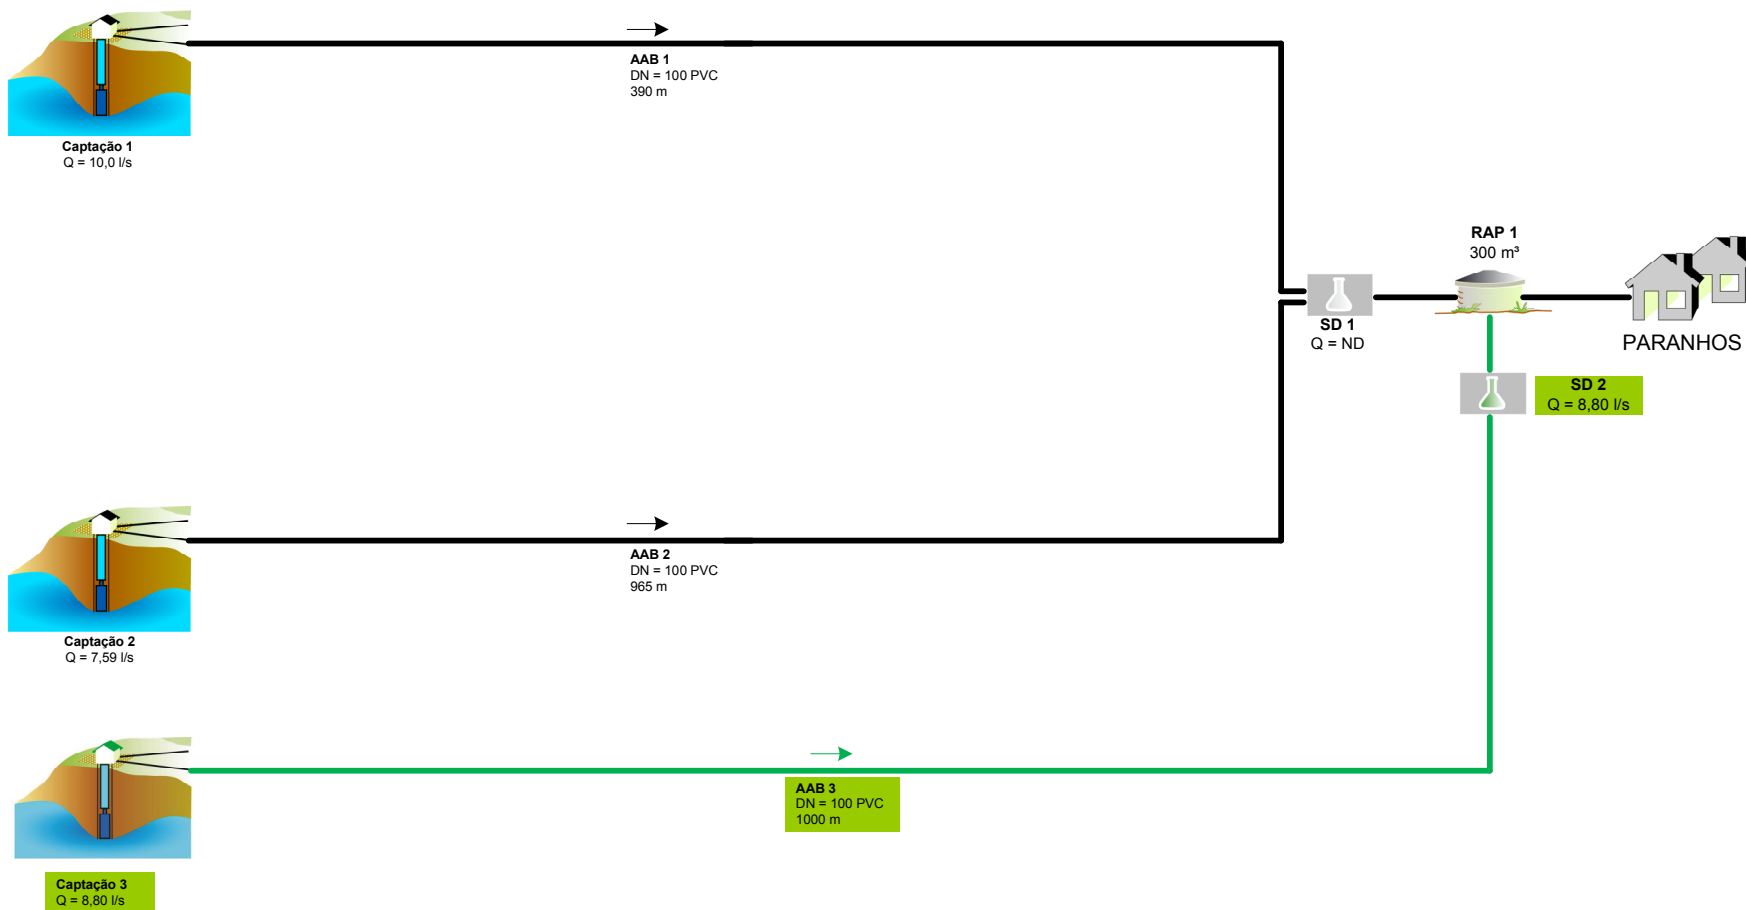 AAB 1
DN = 100 PVC
390 m
Captação 1
Q = 10,0 l/s
RAP 1
300 m³
SD 1
Q = ND
PARANHOS
SD 2
Q = 8,80 l/s
AAB 2
DN = 100 PVC
965 m
Captação 2
Q = 7,59 l/s
AAB 3
DN = 100 PVC
1000 m
Captação 3
Q = 8,80 l/s